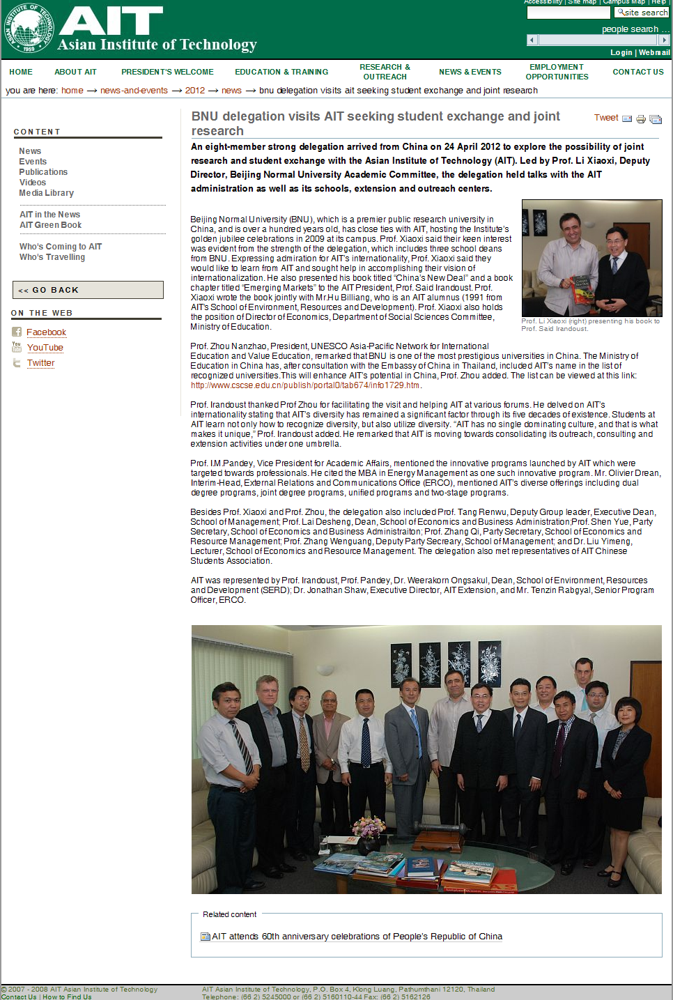 Accessibility | Site map | Campus Map | Help |
ASIAN INSTITUTE OF TECHNOLOGY
1959
AIT
Asian Institute of Technology
site search
people search ...
Login | Webmail
HOME
ABOUT AIT
PRESIDENT'S WELCOME
EDUCATION & TRAINING
RESEARCH &
OUTREACH
NEWS & EVENTS
EMPLOYMENT
OPPORTUNITIES
CONTACT US
you are here: home → news-and-events → 2012 → news → bnu delegation visits ait seeking student exchange and joint research
CONTENT
News
Events
Publications
Videos
Media Library
AIT in the News
AIT Green Book
Who's Coming to AIT
Who's Travelling
<< GO BACK
ON THE WEB
Facebook
YouTube
Twitter
BNU delegation visits AIT seeking student exchange and joint
research
Tweet
An eight-member strong delegation arrived from China on 24 April 2012 to explore the possibility of joint
research and student exchange with the Asian Institute of Technology (AIT). Led by Prof. Li Xiaoxi, Deputy
Director, Beijing Normal University Academic Committee, the delegation held talks with the AIT
administration as well as its schools, extension and outreach centers.
Beijing Normal University (BNU), which is a premier public research university in
China, and is over a hundred years old, has close ties with AIT, hosting the Institute's
golden jubilee celebrations in 2009 at its campus. Prof. Xiaoxi said their keen interest
was evident from the strength of the delegation, which includes three school deans
from BNU. Expressing admiration for AIT's internationality, Prof. Xiaoxi said they
would like to learn from AIT and sought help in accomplishing their vision of
internationalization. He also presented his book titled “China's New Deal” and a book
chapter titled “Emerging Markets” to the AIT President, Prof. Said Irandoust. Prof.
Xiaoxi wrote the book jointly with Mr.Hu Billiang, who is an AIT alumnus (1991 from
AIT's School of Environment, Resources and Development). Prof. Xiaoxi also holds
the position of Director of Economics, Department of Social Sciences Committee,
Ministry of Education.
Prof. Li Xiaoxi (right) presenting his book to
Prof. Said Irandoust.
Prof. Zhou Nanzhao, President, UNESCO Asia-Pacific Network for International
Education and Value Education, remarked that BNU is one of the most prestigious universities in China. The Ministry of
Education in China has, after consultation with the Embassy of China in Thailand, included AIT's name in the list of
recognized universities.This will enhance AIT's potential in China, Prof. Zhou added. The list can be viewed at this link:
http://www.cscse.edu.cn/publish/portal0/tab674/info1729.htm.
Prof. Irandoust thanked Prof Zhou for facilitating the visit and helping AIT at various forums. He delved on AIT's
internationality stating that AIT's diversity has remained a significant factor through its five decades of existence. Students at
AIT learn not only how to recognize diversity, but also utilize diversity. “AIT has no single dominating culture, and that is what
makes it unique,” Prof. Irandoust added. He remarked that AIT is moving towards consolidating its outreach, consulting and
extension activities under one umbrella.
Prof. I.M.Pandey, Vice President for Academic Affairs, mentioned the innovative programs launched by AIT which were
targeted towards professionals. He cited the MBA in Energy Management as one such innovative program. Mr. Olivier Drean,
Interim-Head, External Relations and Communications Office (ERCO), mentioned AIT's diverse offerings including dual
degree programs, joint degree programs, unified programs and two-stage programs.
Besides Prof. Xiaoxi and Prof. Zhou, the delegation also included Prof. Tang Renwu, Deputy Group leader, Executive Dean,
School of Management; Prof. Lai Desheng, Dean, School of Economics and Business Administration;Prof. Shen Yue, Party
Secretary, School of Economics and Business Administraiton; Prof. Zhang Qi, Party Secretary, School of Economics and
Resource Management; Prof. Zhang Wenguang, Deputy Party Secreary, School of Management; and Dr. Liu Yimeng,
Lecturer, School of Economics and Resource Management. The delegation also met representatives of AIT Chinese
Students Association.
AIT was represented by Prof. Irandoust, Prof. Pandey, Dr. Weerakorn Ongsakul, Dean, School of Environment, Resources
and Development (SERD); Dr. Jonathan Shaw, Executive Director, AIT Extension, and Mr. Tenzin Rabgyal, Senior Program
Officer, ERCO.
Related content
AIT attends 60th anniversary celebrations of People's Republic of China
© 2007 - 2008 AIT Asian Institute of Technology
Contact Us | How to Find Us
AIT Asian Institute of Technology, P.O. Box 4, Klong Luang, Pathumthani 12120, Thailand
Telephone: (66 2) 5245000 or (66 2) 5160110-44 Fax: (66 2) 5162126